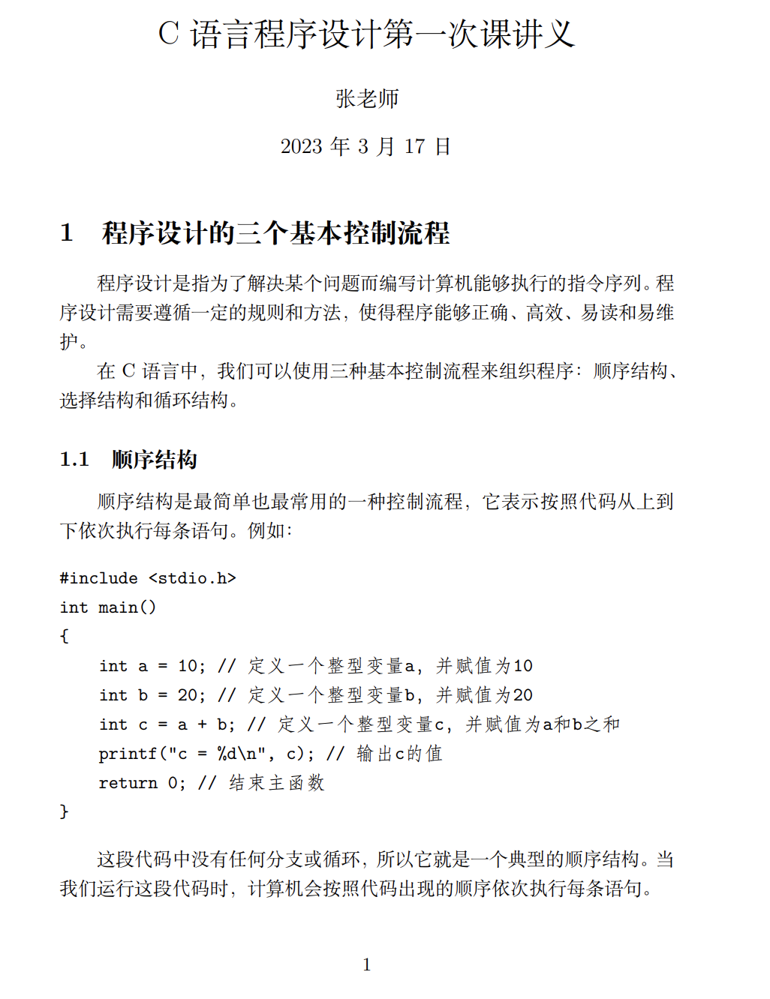 C 语言程序设计第一次课讲义
张老师
2023 年 3 月 17 日
1 程序设计的三个基本控制流程
程序设计是指为了解决某个问题而编写计算机能够执行的指令序列。程
序设计需要遵循一定的规则和方法，使得程序能够正确、高效、易读和易维
护。
在 C 语言中，我们可以使用三种基本控制流程来组织程序：顺序结构、
选择结构和循环结构。
1.1 顺序结构
顺序结构是最简单也最常用的一种控制流程，它表示按照代码从上到
下依次执行每条语句。例如：
#include <stdio.h>
int main()
{
    int a = 10; // 定义一个整型变量a，并赋值为10
    int b = 20; // 定义一个整型变量b，并赋值为20
    int c = a + b; // 定义一个整型变量c，并赋值为a和b之和
    printf("c = %d\n", c); // 输出c的值
    return 0; // 结束主函数
}
这段代码中没有任何分支或循环，所以它就是一个典型的顺序结构。当
我们运行这段代码时，计算机会按照代码出现的顺序依次执行每条语句。
1